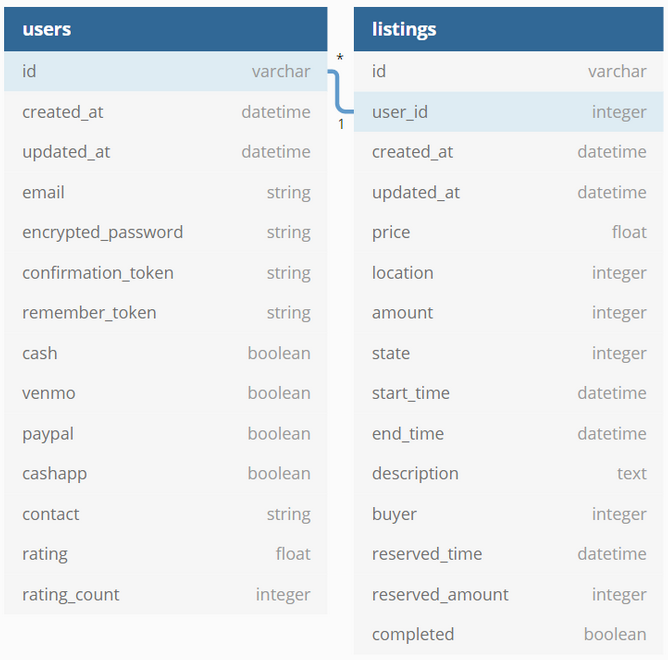 users
id varchar
created_at datetime
updated_at datetime
email string
encrypted_password string
confirmation_token string
remember_token string
cash boolean
venmo boolean
paypal boolean
cashapp boolean
contact string
rating float
rating_count integer
*
1
listings
id varchar
user_id integer
created_at datetime
updated_at datetime
price float
location integer
amount integer
state integer
start_time datetime
end_time datetime
description text
buyer integer
reserved_time datetime
reserved_amount integer
completed boolean